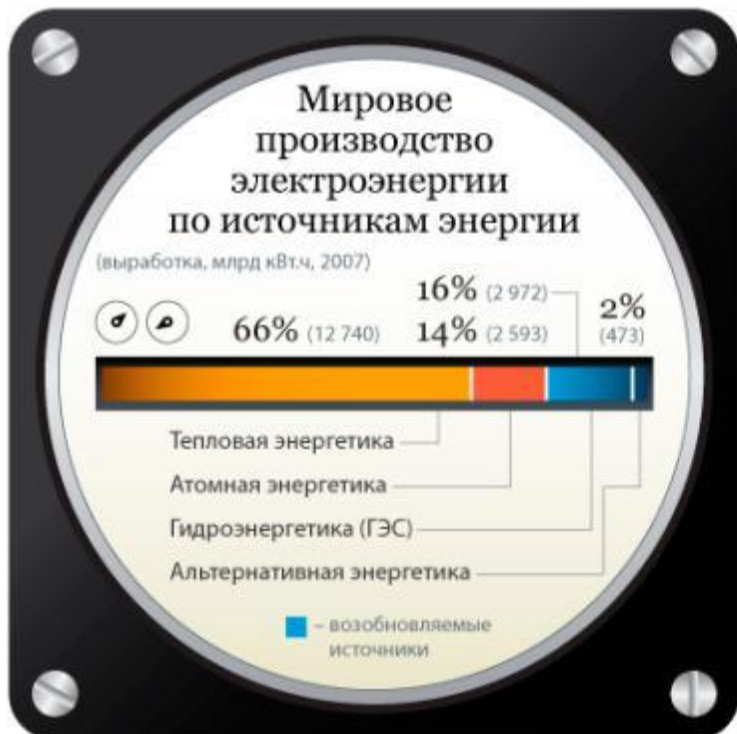 Мировое
производство
электроэнергии
по источникам энергии
(выработка, млрд кВт.ч, 2007)
16% (2 972)
2%
(473)
66% (12 740)
14% (2 593)
Тепловая энергетика
Атомная энергетика
Гидроэнергетика (ГЭС)
Альтернативная энергетика
– возобновляемые
источники